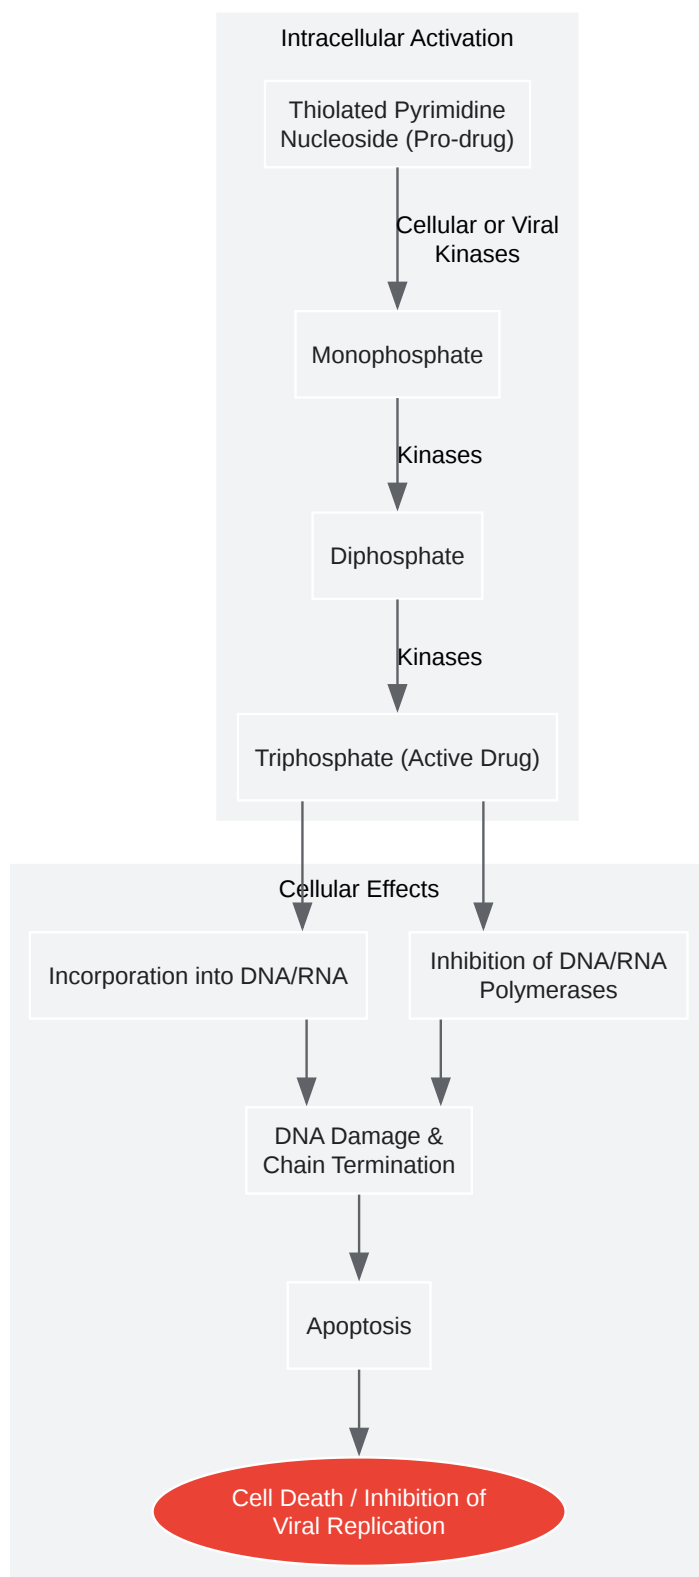 Intracellular Activation
Thiolated Pyrimidine
Nucleoside (Pro-drug)
Cellular or Viral
Kinases
Monophosphate
Kinases
Diphosphate
Kinases
Triphosphate (Active Drug)
Cellular Effects
Incorporation into DNA/RNA
Inhibition of DNA/RNA
Polymerases
DNA Damage &
Chain Termination
Apoptosis
Cell Death / Inhibition of
Viral Replication